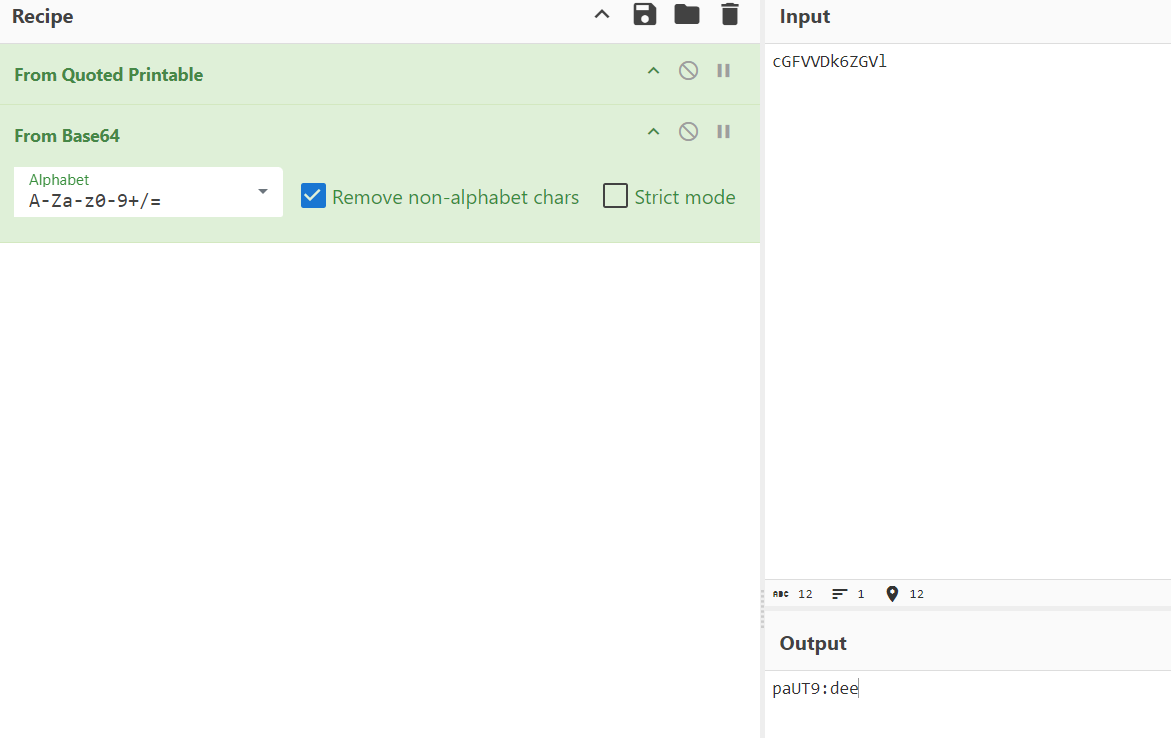 Recipe
From Quoted Printable
From Base64
Alphabet
A-Za-z0-9+/=
Remove non-alphabet chars
Strict mode
Input
cGFVVDk6ZGVl
ABC 12 1 12
Output
paUT9:dee